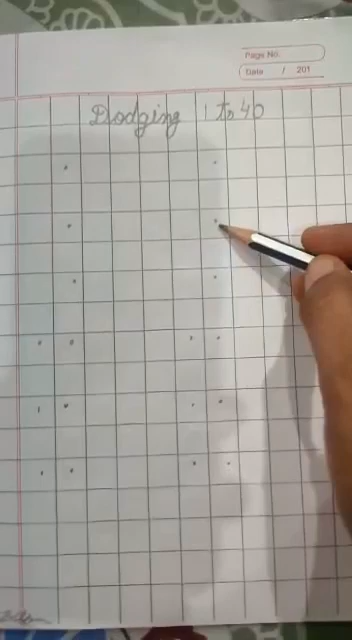 Page No.
Date / 201
Dodging 1 to 40